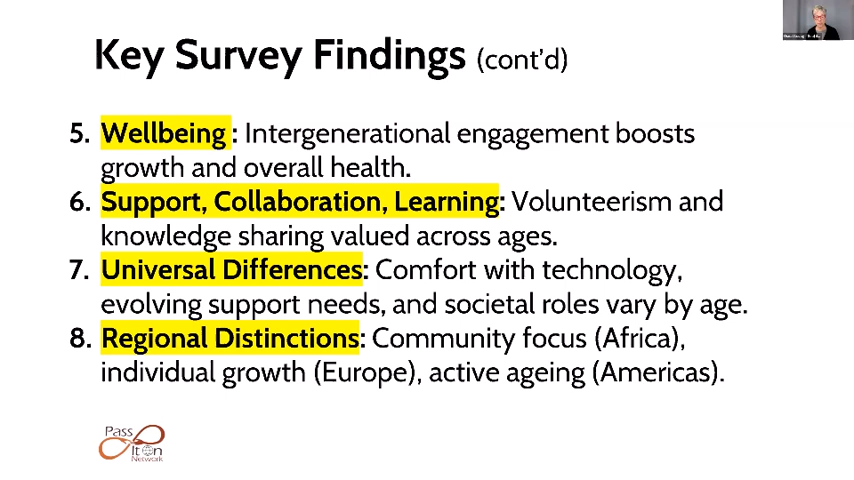 Key Survey Findings (cont'd)
5. Wellbeing : Intergenerational engagement boosts
growth and overall health.
6. Support, Collaboration, Learning: Volunteerism and
knowledge sharing valued across ages.
7. Universal Differences: Comfort with technology,
evolving support needs, and societal roles vary by age.
8. Regional Distinctions: Community focus (Africa),
individual growth (Europe), active ageing (Americas).
Pass
It On
Network